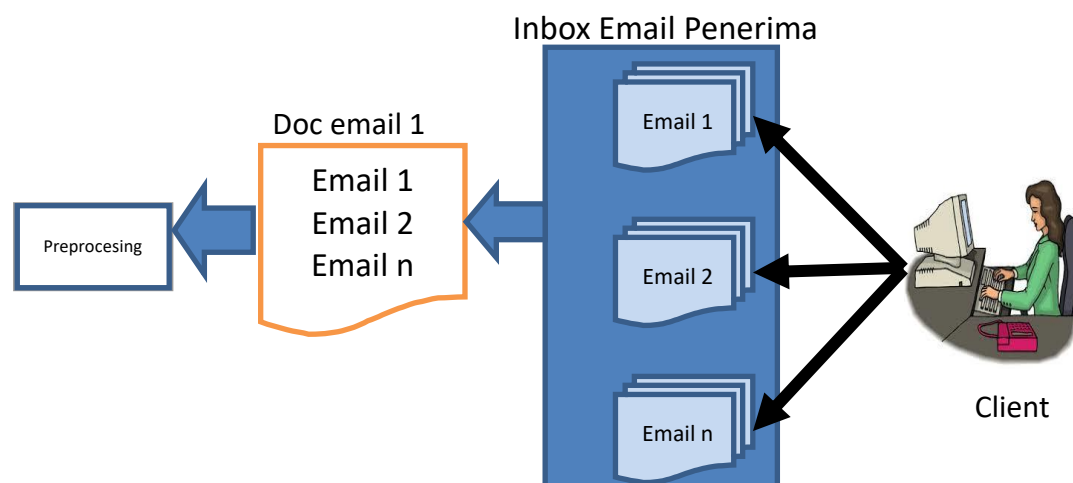 Inbox Email Penerima
Doc email 1
Email 1
Email 2
Email n
Preprocesing
Email 1
Email 2
Email n
Client